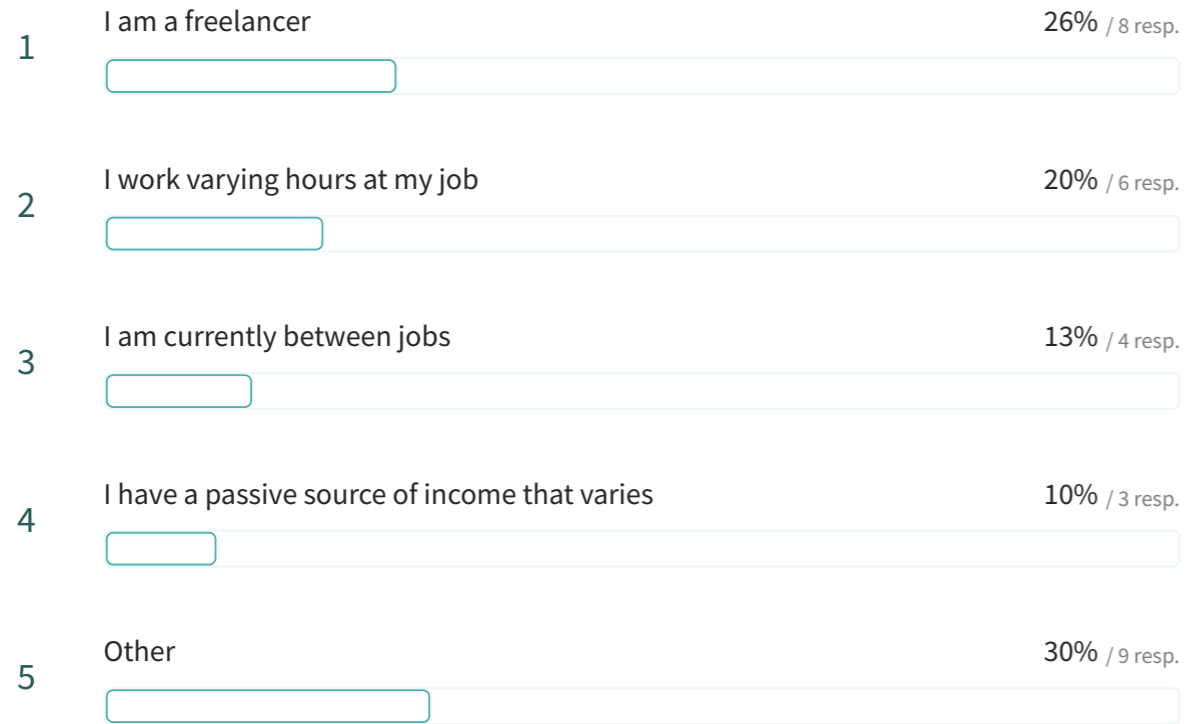 1
I am a freelancer
26% / 8 resp.
2
I work varying hours at my job
20% / 6 resp.
3
I am currently between jobs
13% / 4 resp.
4
I have a passive source of income that varies
10% / 3 resp.
5
Other
30% / 9 resp.